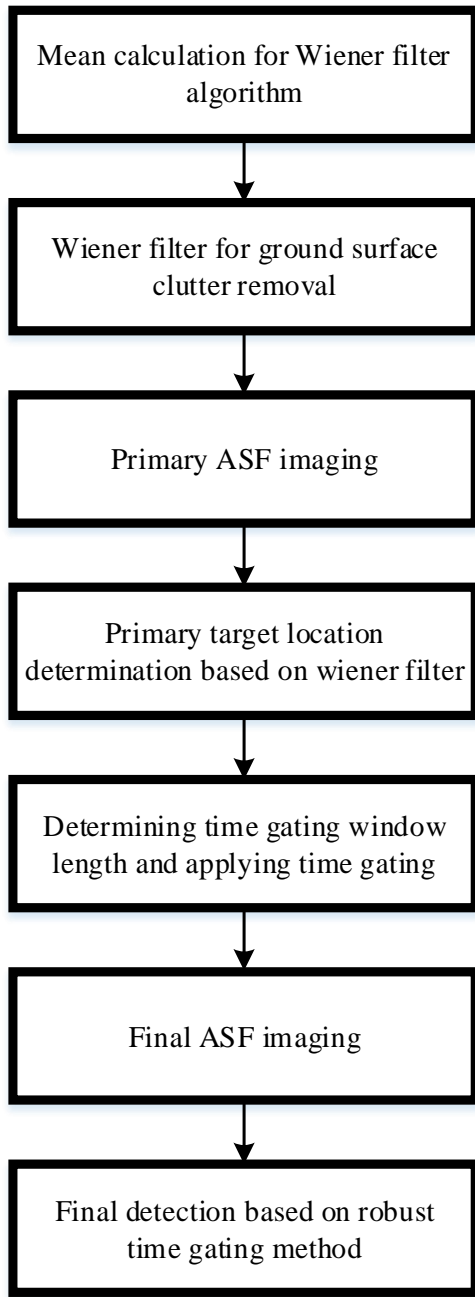 Mean calculation for Wiener filter
algorithm
Wiener filter for ground surface
clutter removal
Primary ASF imaging
Primary target location
determination based on wiener filter
Determining time gating window
length and applying time gating
Final ASF imaging
Final detection based on robust
time gating method